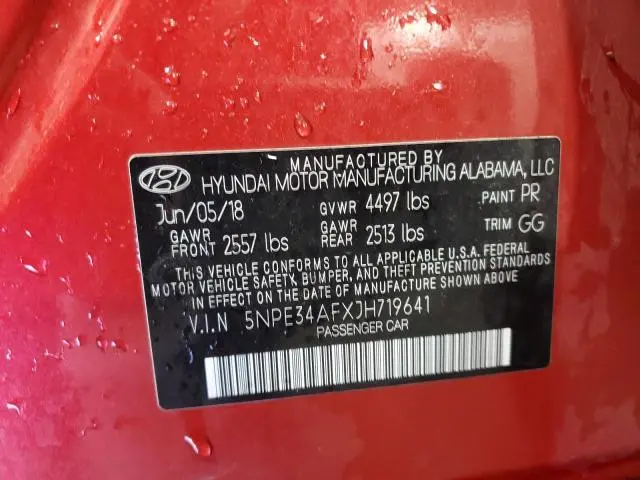 MANUFACTURED BY
HYUNDAI MOTOR MANUFACTURING ALABAMA, LLC
Jun/05/18 GVWR 4497 lbs PAINT PR
GAWR FRONT 2557 lbs GAWR REAR 2513 lbs TRIM GG
THIS VEHICLE CONFORMS TO ALL APPLICABLE U.S.A. FEDERAL
MOTOR VEHICLE SAFETY, BUMPER, AND THEFT PREVENTION STANDARDS
IN EFFECT ON THE DATE OF MANUFACTURE SHOWN ABOVE.
V.I.N 5NPE34AFXJH719641
PASSENGER CAR